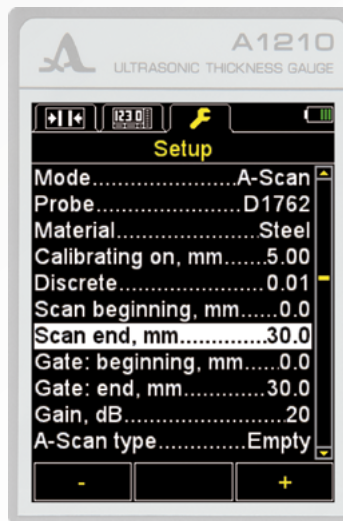 A1210
ULTRASONIC THICKNESS GAUGE
123.0
Setup
Mode....................A-Scan
Probe....................D1762
Material....................Steel
Calibrating on, mm.......5.00
Discrete....................0.01
Scan beginning, mm......0.0
Scan end, mm..............30.0
Gate: beginning, mm......0.0
Gate: end, mm.............30.0
Gain, dB.......................20
A-Scan type.............Empty
- +